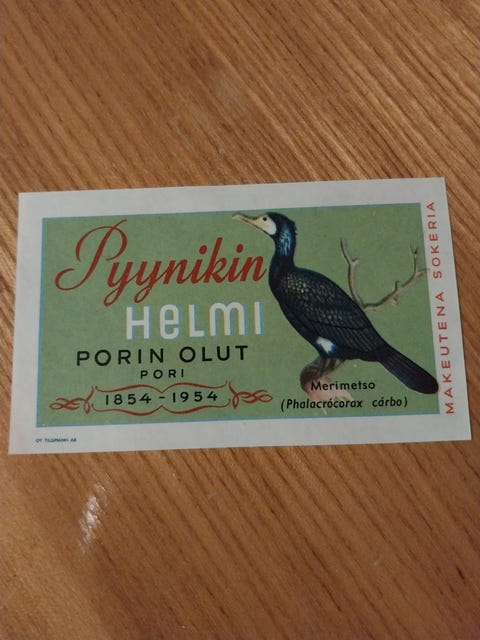 Pyynikin
HELMI
PORIN OLUT
PORI
1854-1954
Merimetso
(Phalacrócorax cárbo)
MAKEUTENA SOKERIA
OY TILGMANN AB